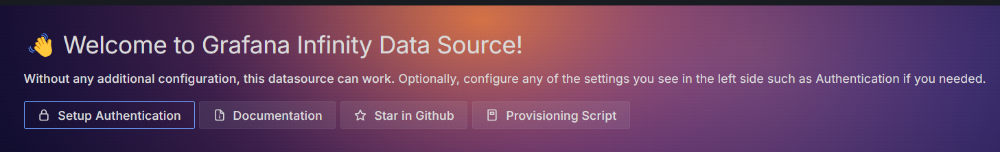 Welcome to Grafana Infinity Data Source!
Without any additional configuration, this datasource can work. Optionally, configure any of the settings you see in the left side such as Authentication if you needed.
Setup Authentication Documentation Star in Github Provisioning Script